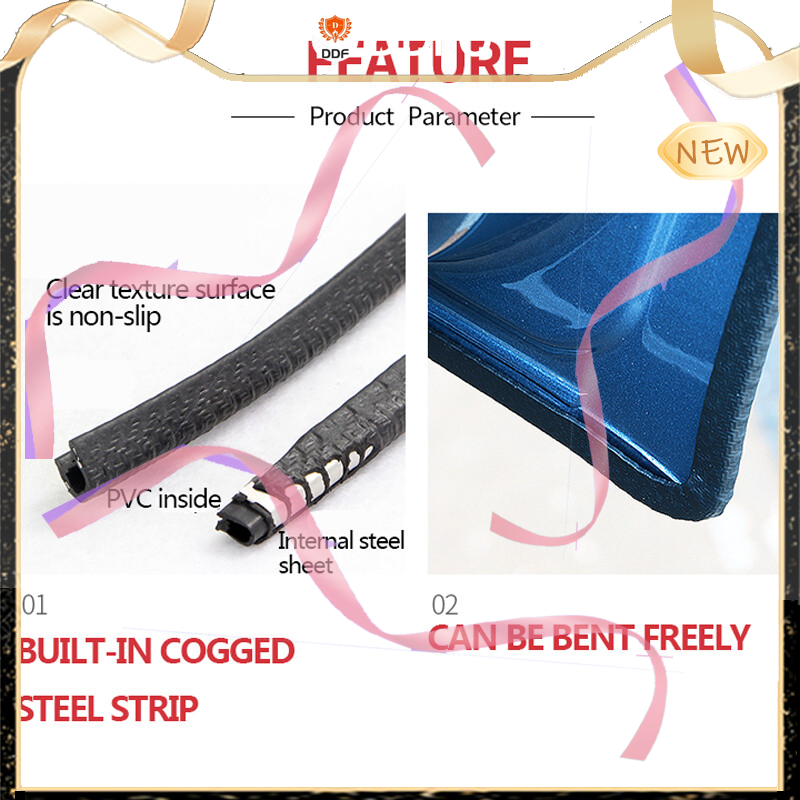 DDF
FEATURE
Product Parameter
NEW
Clear texture surface
is non-slip
PVC inside
Internal steel
sheet
01
BUILT-IN COGGED
STEEL STRIP
02
CAN BE BENT FREELY